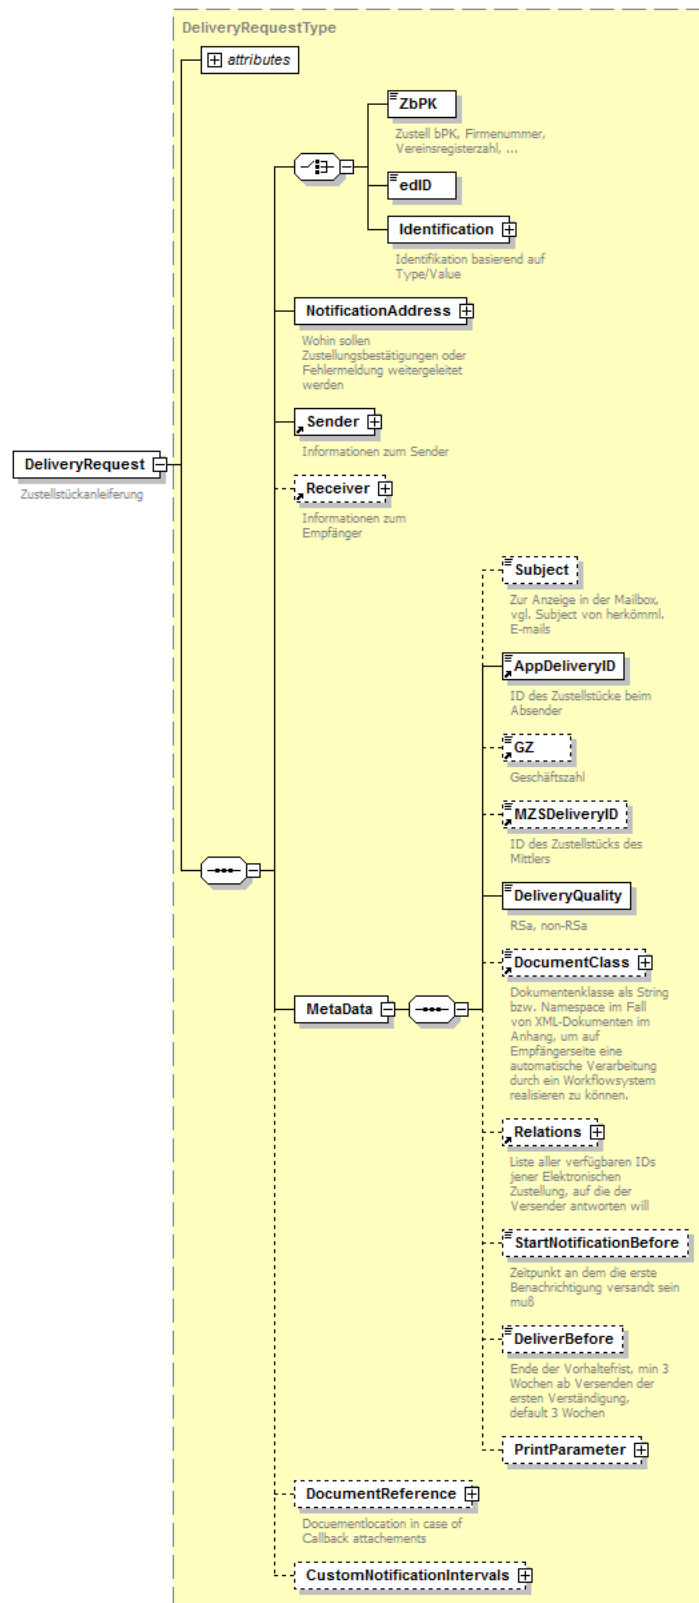 DeliveryRequestType
attributes
ZbPK
Zustell bPK, Firmenummer,
Vereinsregisterzahl, ...
edID
Identification
Identifikation basierend auf
Type/Value
NotificationAddress
Wohin sollen
Zustellungsbestätigungen oder
Fehlermeldung weitergeleitet
werden
Sender
Informationen zum Sender
DeliveryRequest
Zustellstückanleiferung
Receiver
Informationen zum
Empfänger
Subject
Zur Anzeige in der Mailbox,
vgl. Subject von herkömml.
E-mails
AppDeliveryID
ID des Zustellstücke beim
Absender
GZ
Geschäftszahl
MZSDeliveryID
ID des Zustellstücks des
Mittlers
DeliveryQuality
RSa, non-RSa
DocumentClass
Dokumentenklasse als String
bzw. Namespace im Fall
von XML-Dokumenten im
Anhang, um auf
Empfängerseite eine
automatische Verarbeitung
durch ein Workflowsystem
realisieren zu können.
MetaData
Relations
Liste aller verfügbaren IDs
jener Elektronischen
Zustellung, auf die der
Versender antworten will
StartNotificationBefore
Zeitpunkt an dem die erste
Benachrichtigung versandt sein
muß
DeliverBefore
Ende der Vorhaltefrist, min 3
Wochen ab Versenden der
ersten Verständigung,
default 3 Wochen
PrintParameter
DocumentReference
Docuementlocation in case of
Callback attachements
CustomNotificationIntervals